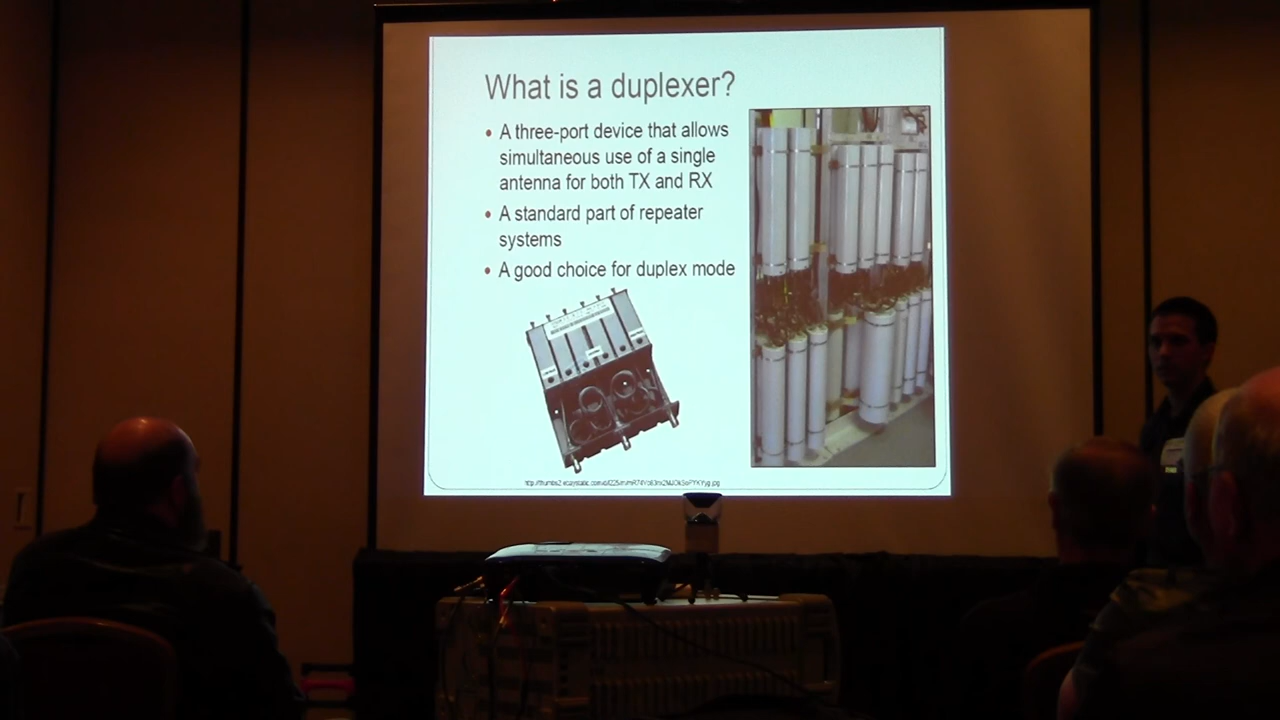 What is a duplexer?
• A three-port device that allows
simultaneous use of a single
antenna for both TX and RX
• A standard part of repeater
systems
• A good choice for duplex mode